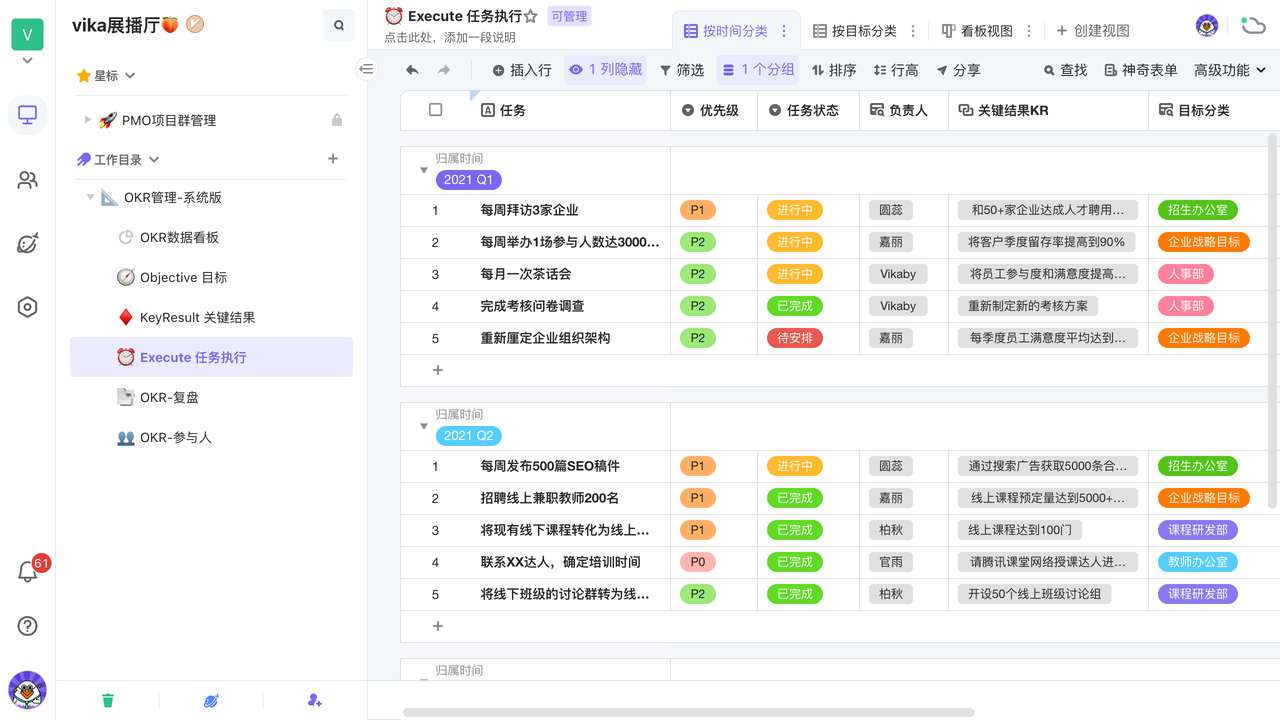 V
vika展播厅
星标
PMO项目群管理
工作目录
OKR管理-系统版
OKR数据看板
Objective 目标
KeyResult 关键结果
Execute 任务执行
OKR-复盘
OKR-参与人
61
Execute 任务执行 可管理
点击此处，添加一段说明
按时间分类 按目标分类 看板视图 创建视图
插入行 1 列隐藏 筛选 1 个分组 排序 行高 分享 查找 神奇表单 高级功能
任务 优先级 任务状态 负责人 关键结果KR 目标分类
归属时间
2021 Q1
1 每周拜访3家企业 P1 进行中 圆蕊 和50+家企业达成人才聘用… 招生办公室
2 每周举办1场参与人数达3000… P2 进行中 嘉丽 将客户季度留存率提高到90% 企业战略目标
3 每月一次茶话会 P2 进行中 Vikaby 将员工参与度和满意度提高… 人事部
4 完成考核问卷调查 P2 已完成 Vikaby 重新制定新的考核方案 人事部
5 重新厘定企业组织架构 P2 待安排 嘉丽 每季度员工满意度平均达到… 企业战略目标
归属时间
2021 Q2
1 每周发布500篇SEO稿件 P1 进行中 圆蕊 通过搜索广告获取5000条合… 招生办公室
2 招聘线上兼职教师200名 P1 已完成 嘉丽 线上课程预定量达到5000+… 企业战略目标
3 将现有线下课程转化为线上… P1 已完成 柏秋 线上课程达到100门 课程研发部
4 联系XX达人，确定培训时间 P0 已完成 官雨 请腾讯课堂网络授课达人进… 教师办公室
5 将线下班级的讨论群转为线… P2 已完成 柏秋 开设50个线上班级讨论组 课程研发部
归属时间